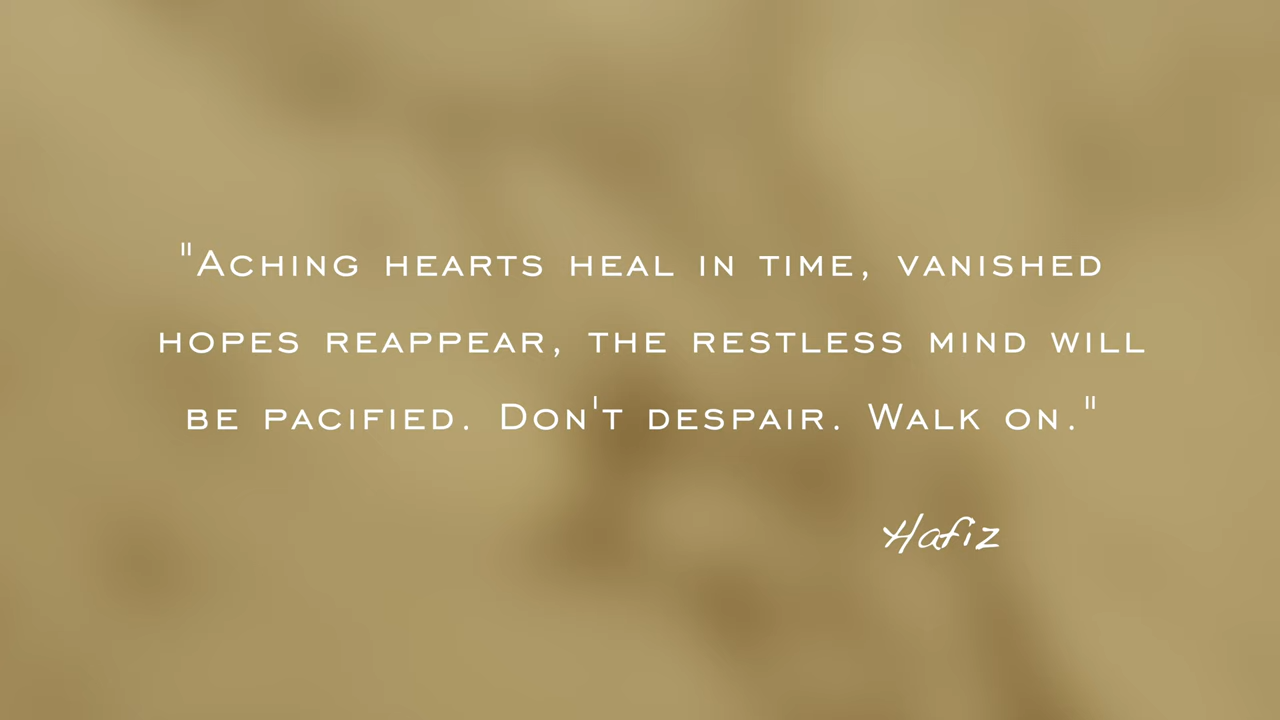 "Aching hearts heal in time, vanished
hopes reappear, the restless mind will
be pacified. Don't despair. Walk on."
Hafiz